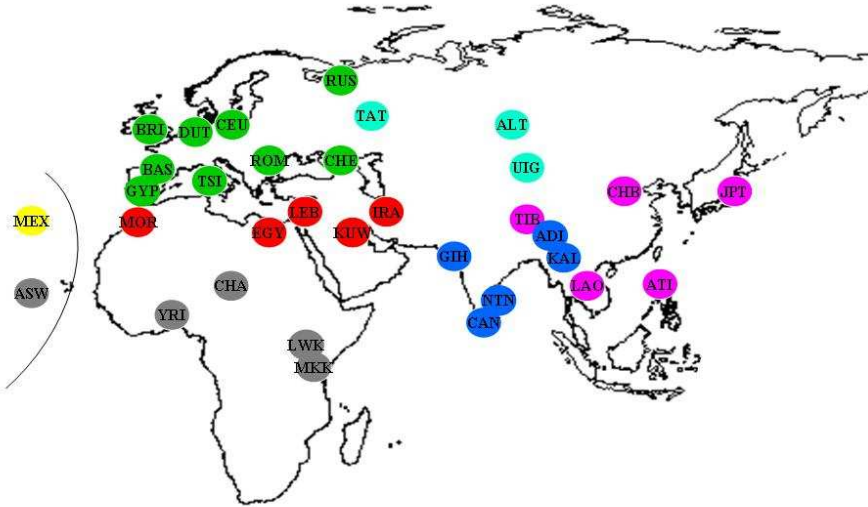 RUS
TAT
ALT
BRI
DUT
CEU
BAS
TSI
ROM
CHE
UIG
GYP
CHB
JPT
MEX
MOR
LEB
IRA
EGY
KUW
TIB
ADI
GIH
KAL
ASW
CHA
LAO
ATI
NTN
YRI
CAN
LWK
MKK